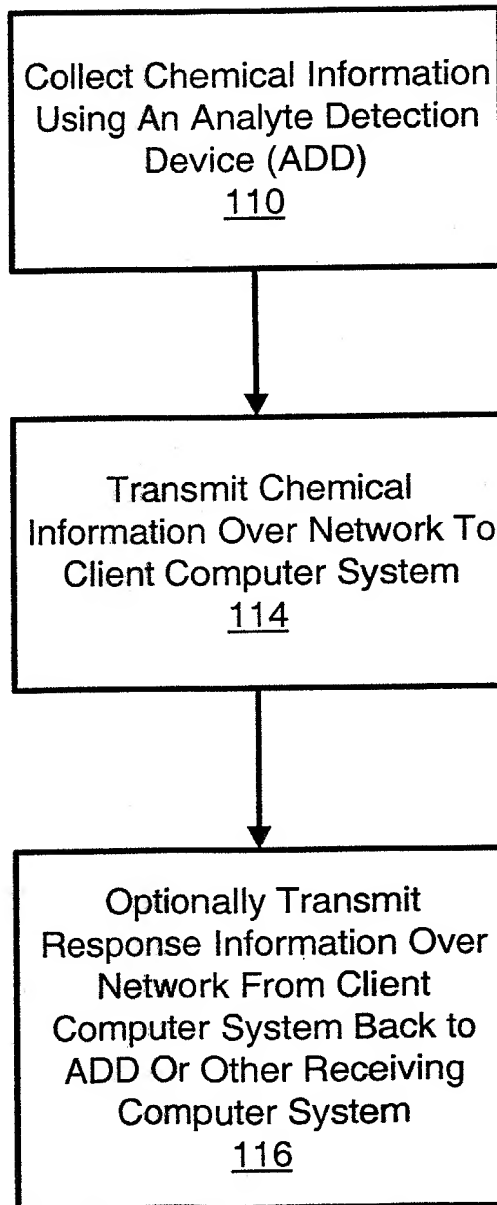 Collect Chemical Information
Using An Analyte Detection
Device (ADD)
110
Transmit Chemical
Information Over Network To
Client Computer System
114
Optionally Transmit
Response Information Over
Network From Client
Computer System Back to
ADD Or Other Receiving
Computer System
116